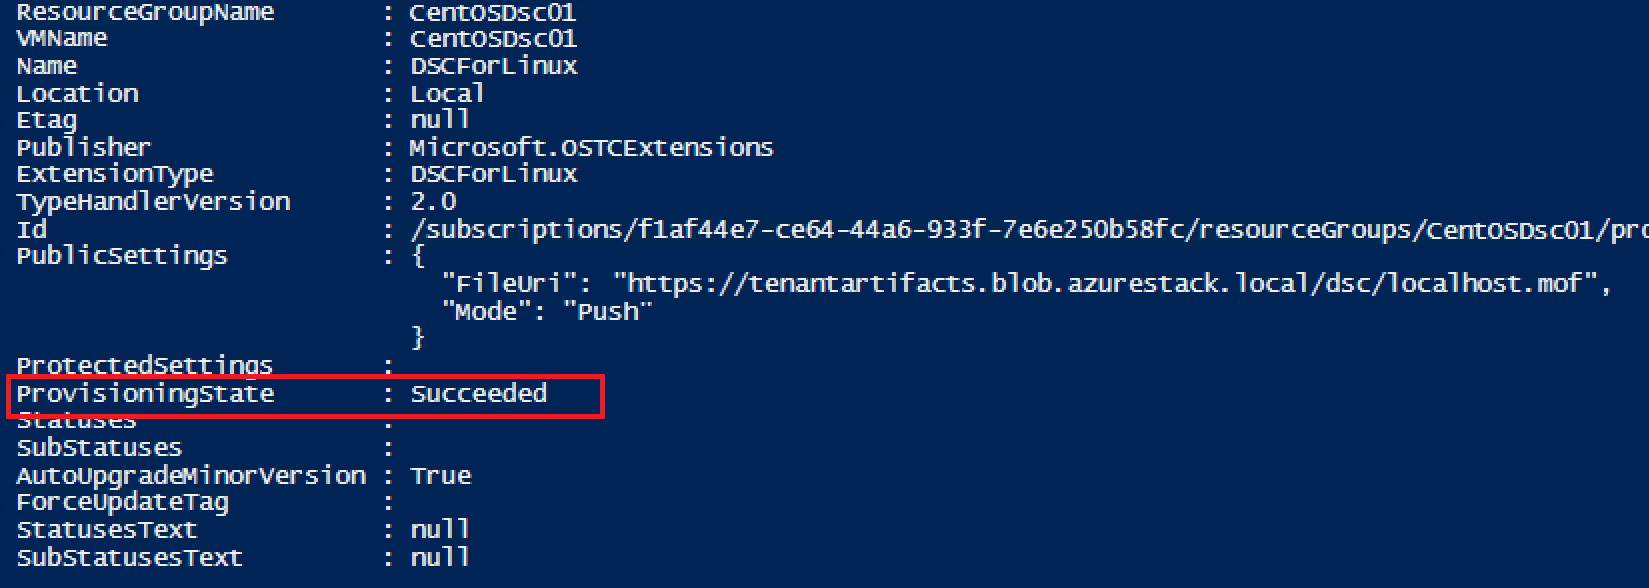 ResourceGroupName : CentOSDsc01
VMName : CentOSDsc01
Name : DSCForLinux
Location : Local
Etag : null
Publisher : Microsoft.OSTCExtensions
ExtensionType : DSCForLinux
TypeHandlerVersion : 2.0
Id : /subscriptions/f1af44e7-ce64-44a6-933f-7e6e250b58fc/resourceGroups/CentOSDsc01/pro
PublicSettings : {
"FileUri": "https://tenantartifacts.blob.azurestack.local/dsc/localhost.mof",
"Mode": "Push"
}
ProtectedSettings :
ProvisioningState : Succeeded
Statuses :
SubStatuses :
AutoUpgradeMinorVersion : True
ForceUpdateTag :
StatusesText : null
SubStatusesText : null